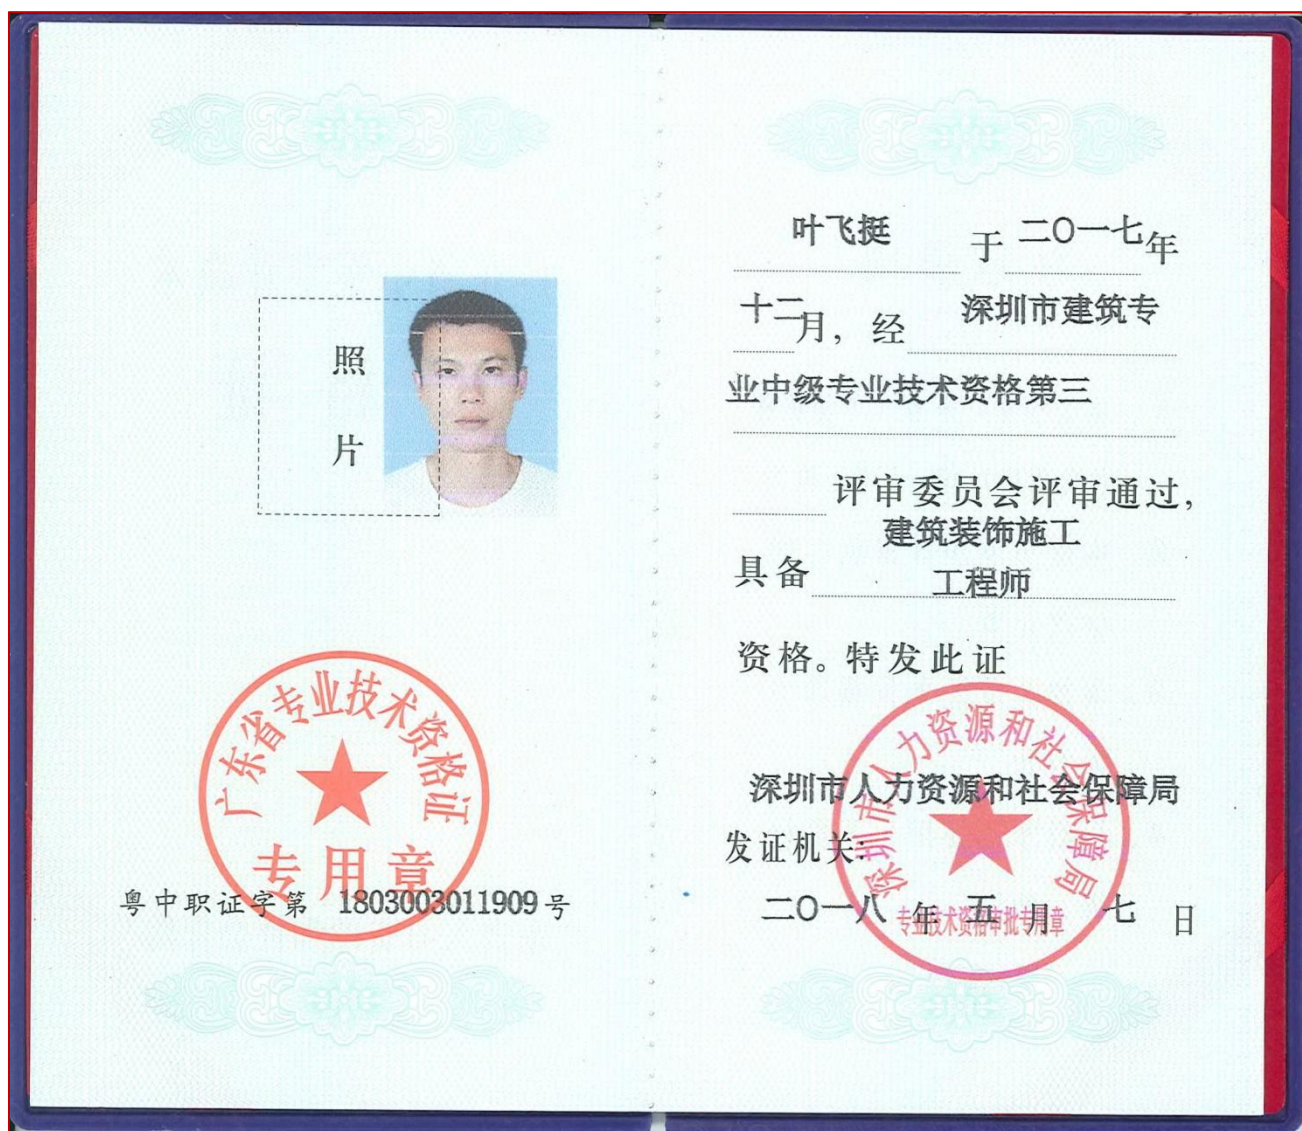 照
片
广东省专业技术资格证
专用章
粤中职证字第 1803003011909 号
叶飞挺 于 二〇一七年
十二月，经 深圳市建筑专
业中级专业技术资格第三
评审委员会评审通过，
建筑装饰施工
具备 工程师
资格。特发此证
深圳市人力资源和社会保障局
深圳市人力资源和社会保障局
发证机关：
二〇一八 年 五 月 七 日
专业技术资格审批专用章